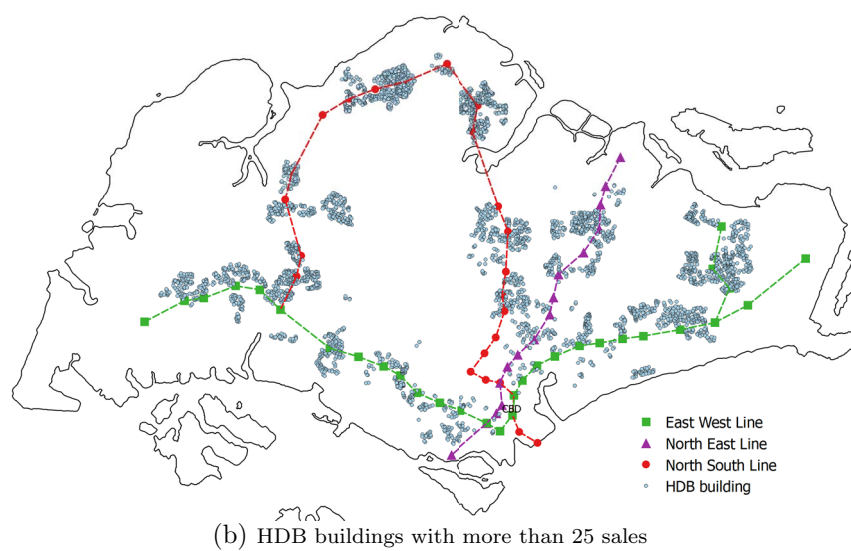 CBD
East West Line
North East Line
North South Line
HDB building
(b) HDB buildings with more than 25 sales